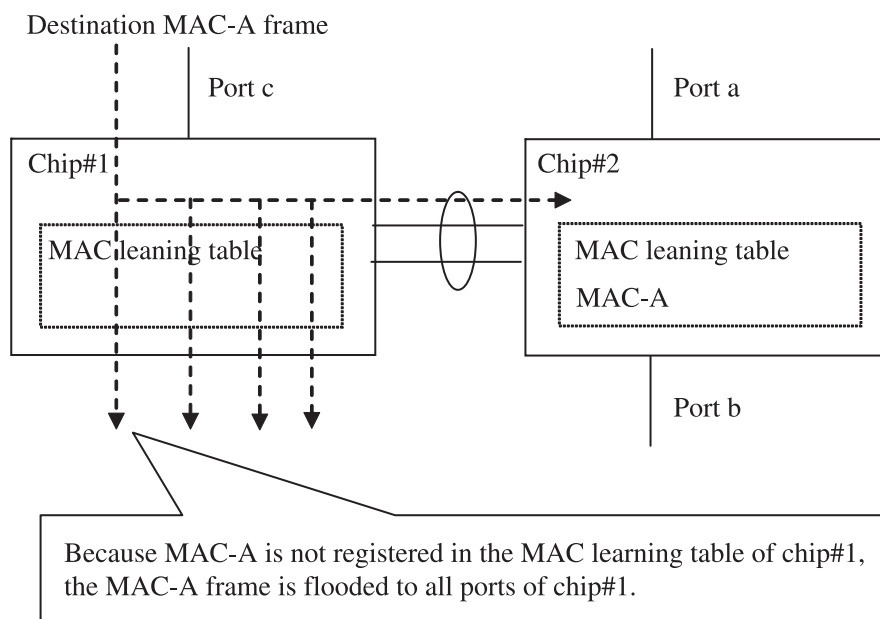 Destination MAC-A frame
Port c
Port a
Chip#1
Chip#2
MAC leaning table
MAC leaning table
MAC-A
Port b
Because MAC-A is not registered in the MAC learning table of chip#1,
the MAC-A frame is flooded to all ports of chip#1.